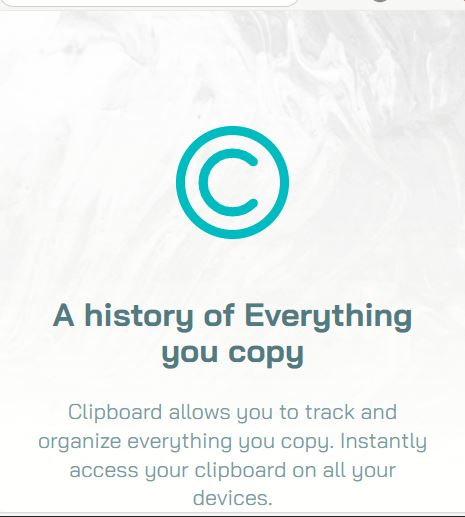 A history of Everything
you copy
Clipboard allows you to track and
organize everything you copy. Instantly
access your clipboard on all your
devices.